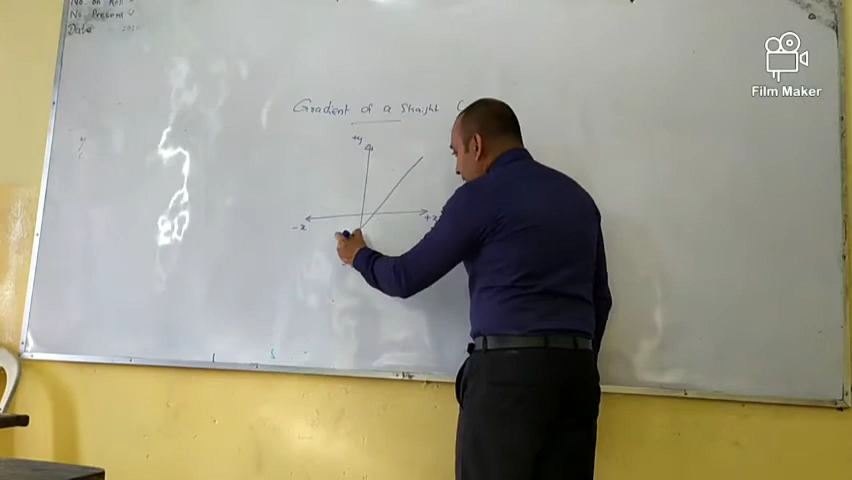 No. on Roll
No. Present
Date
Film Maker
Gradient of a Straight
+y
-x
+x